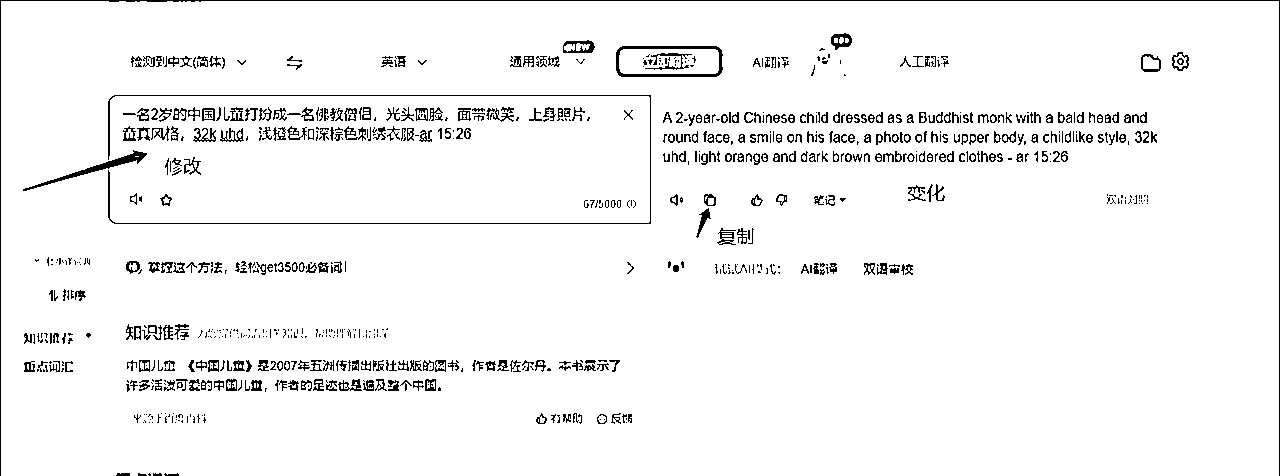 检测到中文(简体)
英语
通用领域
NEW
立即翻译
AI翻译
人工翻译
一名2岁的中国儿童打扮成一名佛教僧侣，光头圆脸，面带微笑，上身照片，
童真风格，32k uhd，浅橙色和深棕色刺绣衣服-ar 15:26
修改
67/5000
A 2-year-old Chinese child dressed as a Buddhist monk with a bald head and
round face, a smile on his face, a photo of his upper body, a childlike style, 32k
uhd, light orange and dark brown embroidered clothes - ar 15:26
笔记
变化
双语对照
复制
掌握这个方法，轻松get3500必备词!
AI翻译
双语审校
排序
知识推荐
知识推荐
重点词汇
中国儿童 《中国儿童》是2007年五洲传播出版社出版的图书，作者是佐尔丹。本书展示了
许多活泼可爱的中国儿童，作者的足迹也是遍及整个中国。
有帮助
反馈